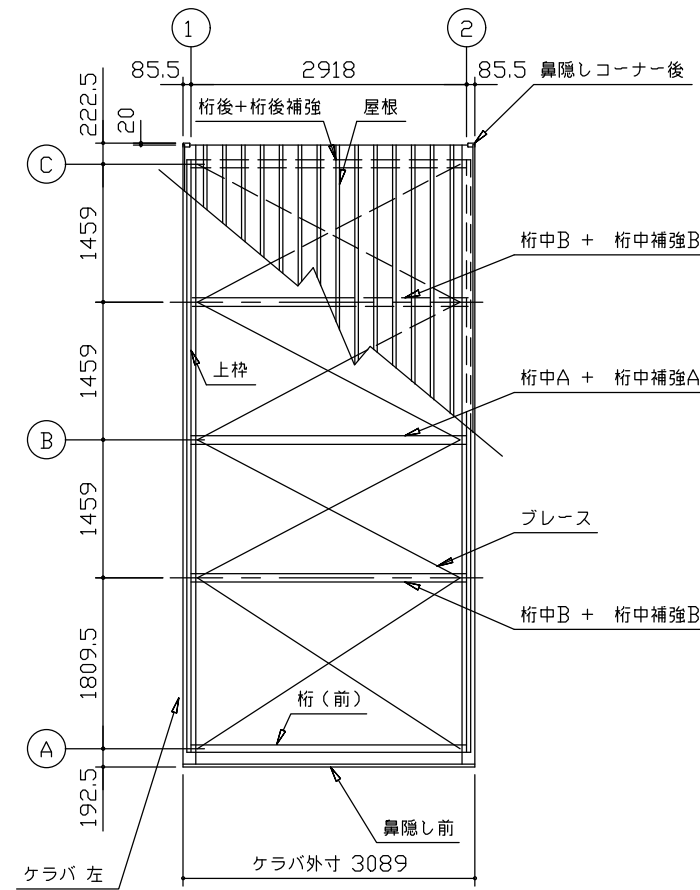 1
2
85.5
2918
85.5
鼻隠しコーナー後
222.5
20
桁後+桁後補強
屋根
C
1459
桁中B + 桁中補強B
1459
上枠
桁中A + 桁中補強A
B
1459
ブレース
桁中B + 桁中補強B
1809.5
桁(前)
A
192.5
鼻隠し前
ケラバ 左
ケラバ外寸 3089